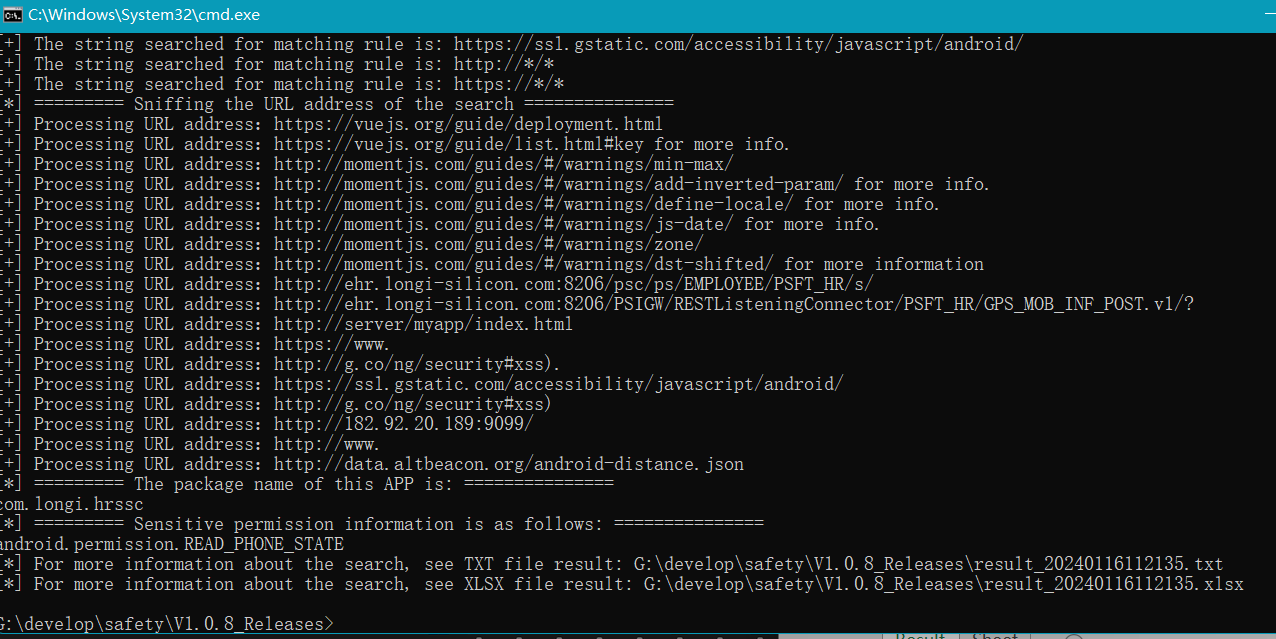 C:\Windows\System32\cmd.exe
[+] The string searched for matching rule is: https://ssl.gstatic.com/accessibility/javascript/android/
[+] The string searched for matching rule is: http://*/*
[+] The string searched for matching rule is: https://*/*
[*] ========= Sniffing the URL address of the search ===============
[+] Processing URL address: https://vuejs.org/guide/deployment.html
[+] Processing URL address: https://vuejs.org/guide/list.html#key for more info.
[+] Processing URL address: http://momentjs.com/guides/#/warnings/min-max/
[+] Processing URL address: http://momentjs.com/guides/#/warnings/add-inverted-param/ for more info.
[+] Processing URL address: http://momentjs.com/guides/#/warnings/define-locale/ for more info.
[+] Processing URL address: http://momentjs.com/guides/#/warnings/js-date/ for more info.
[+] Processing URL address: http://momentjs.com/guides/#/warnings/zone/
[+] Processing URL address: http://momentjs.com/guides/#/warnings/dst-shifted/ for more information
[+] Processing URL address: http://ehr.longi-silicon.com:8206/psc/ps/EMPLOYEE/PSFT_HR/s/
[+] Processing URL address: http://ehr.longi-silicon.com:8206/PSIGW/RESTListeningConnector/PSFT_HR/GPS_MOB_INF_POST.v1/?
[+] Processing URL address: http://server/myapp/index.html
[+] Processing URL address: https://www.
[+] Processing URL address: http://g.co/ng/security#xss).
[+] Processing URL address: https://ssl.gstatic.com/accessibility/javascript/android/
[+] Processing URL address: http://g.co/ng/security#xss)
[+] Processing URL address: http://182.92.20.189:9099/
[+] Processing URL address: http://www.
[+] Processing URL address: http://data.altbeacon.org/android-distance.json
[*] ========= The package name of this APP is: ===============
com.longi.hrssc
[*] ========= Sensitive permission information is as follows: ===============
android.permission.READ_PHONE_STATE
[*] For more information about the search, see TXT file result: G:\develop\safety\V1.0.8_Releases\result_20240116112135.txt
[*] For more information about the search, see XLSX file result: G:\develop\safety\V1.0.8_Releases\result_20240116112135.xlsx
G:\develop\safety\V1.0.8_Releases>